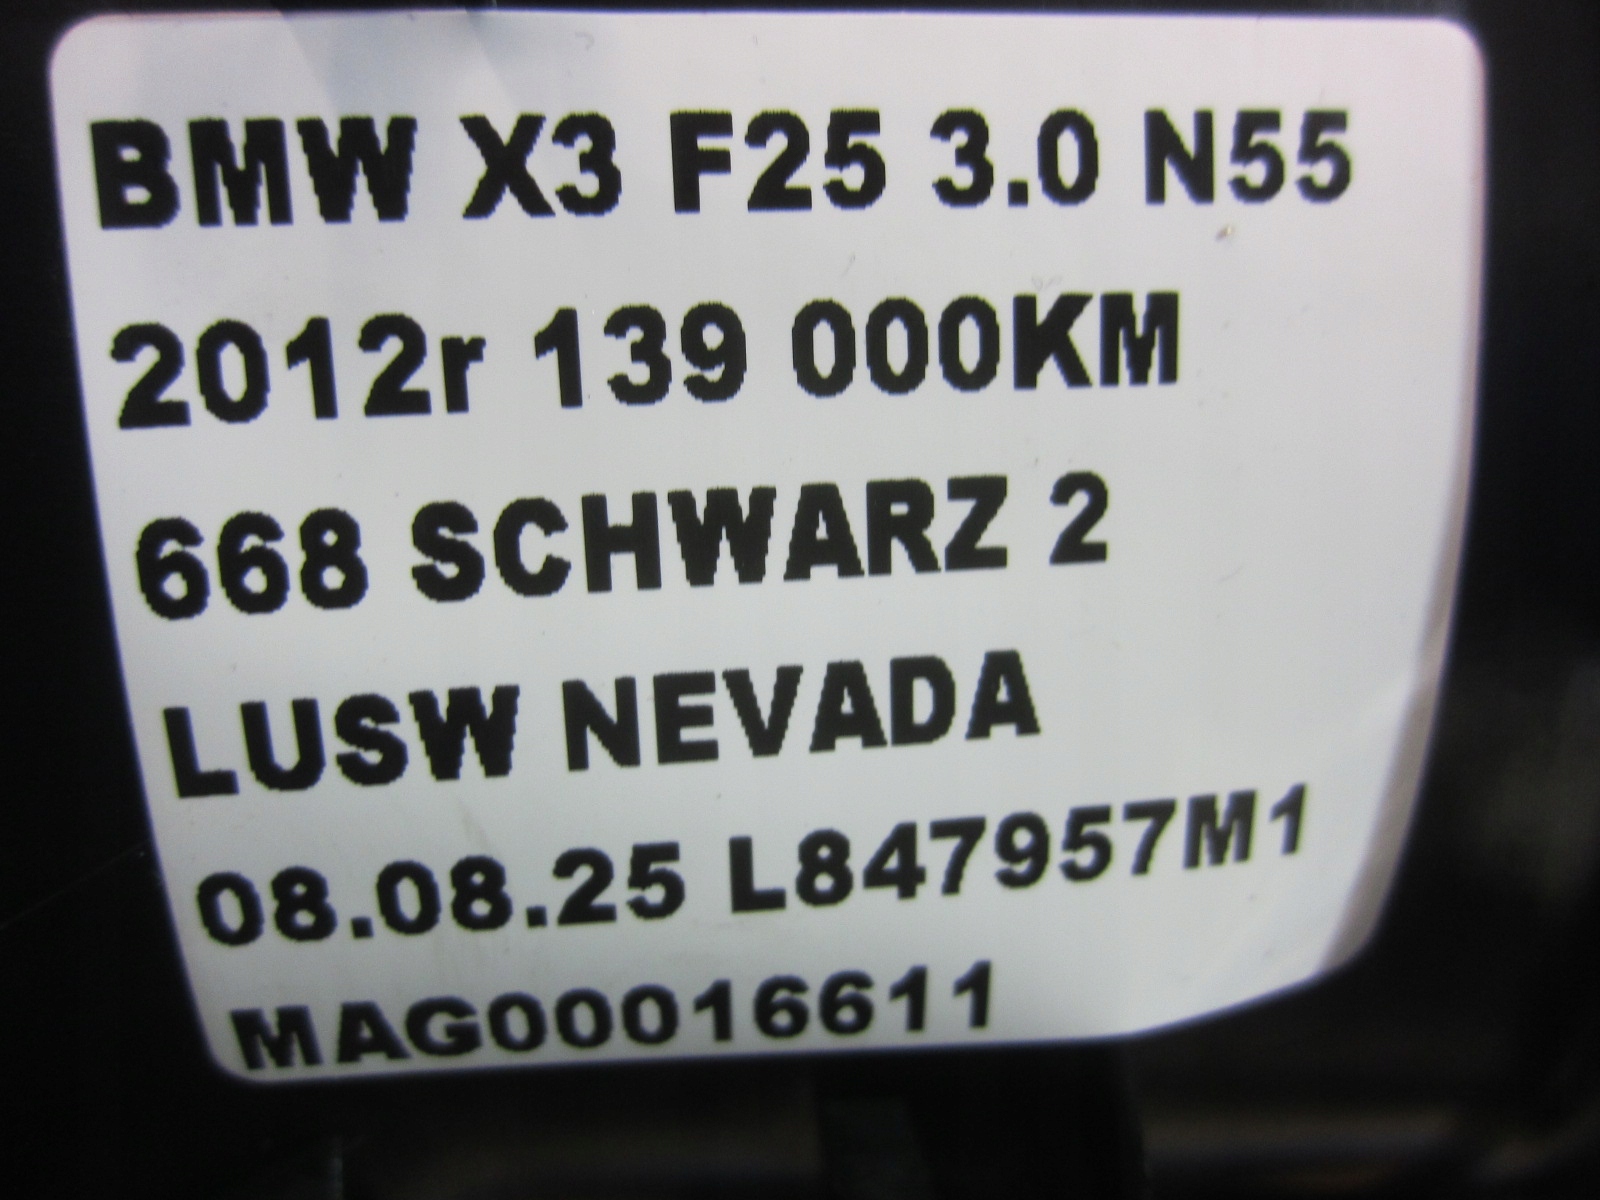 BMW X3 F25 3.0 N55
2012r 139 000KM
668 SCHWARZ 2
LUSW NEVADA
08.08.25 L847957M1
MAG00016611